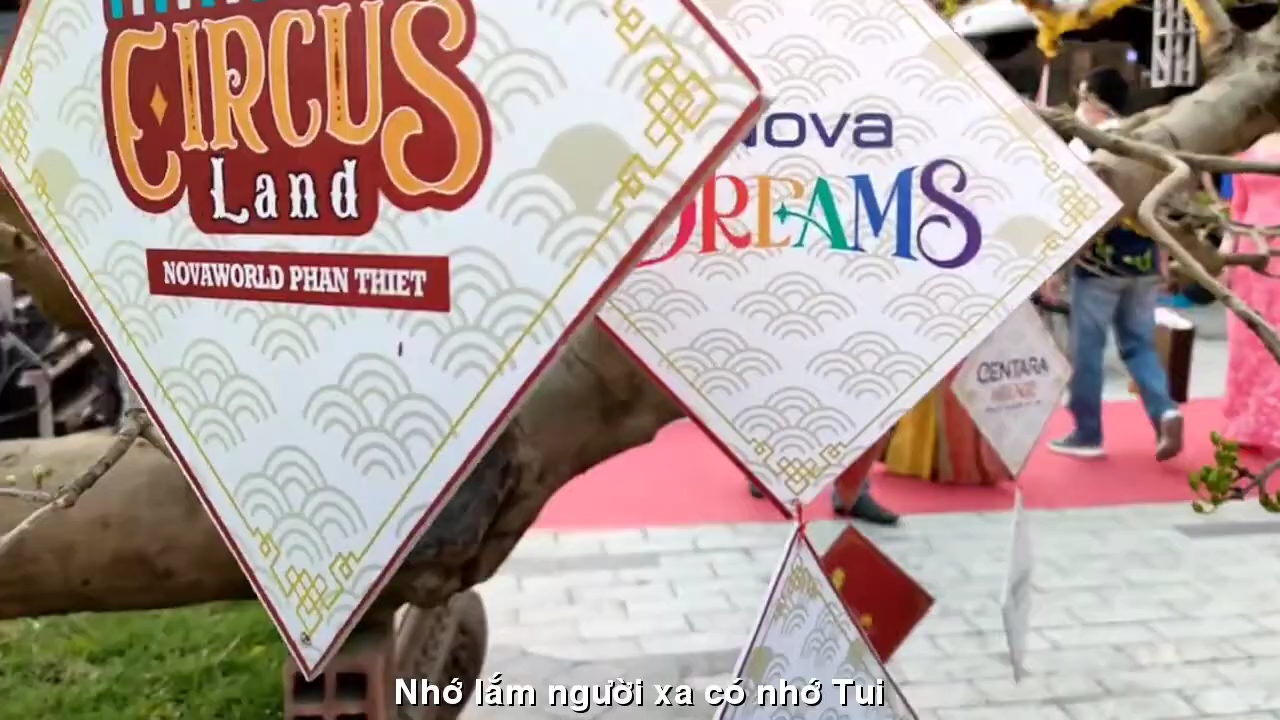 CIRCUS
Land
NOVAWORLD PHAN THIET
nova
DREAMS
CENTARA
Nhớ lắm người xa có nhớ Tui